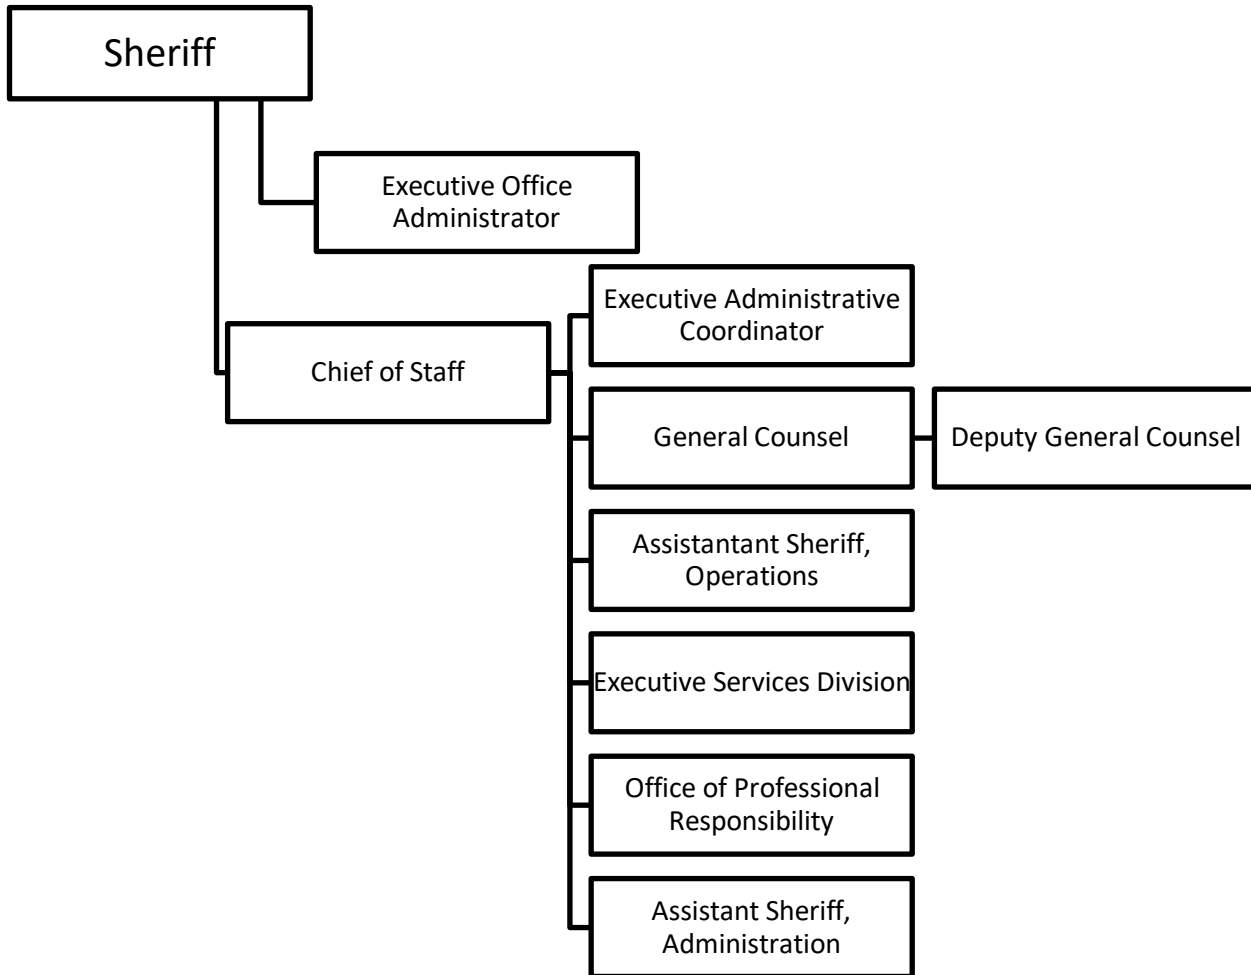 Sheriff
Executive Office
Administrator
Executive Administrative
Coordinator
Chief of Staff
General Counsel
Deputy General Counsel
Assistantant Sheriff,
Operations
Executive Services Division
Office of Professional
Responsibility
Assistant Sheriff,
Administration